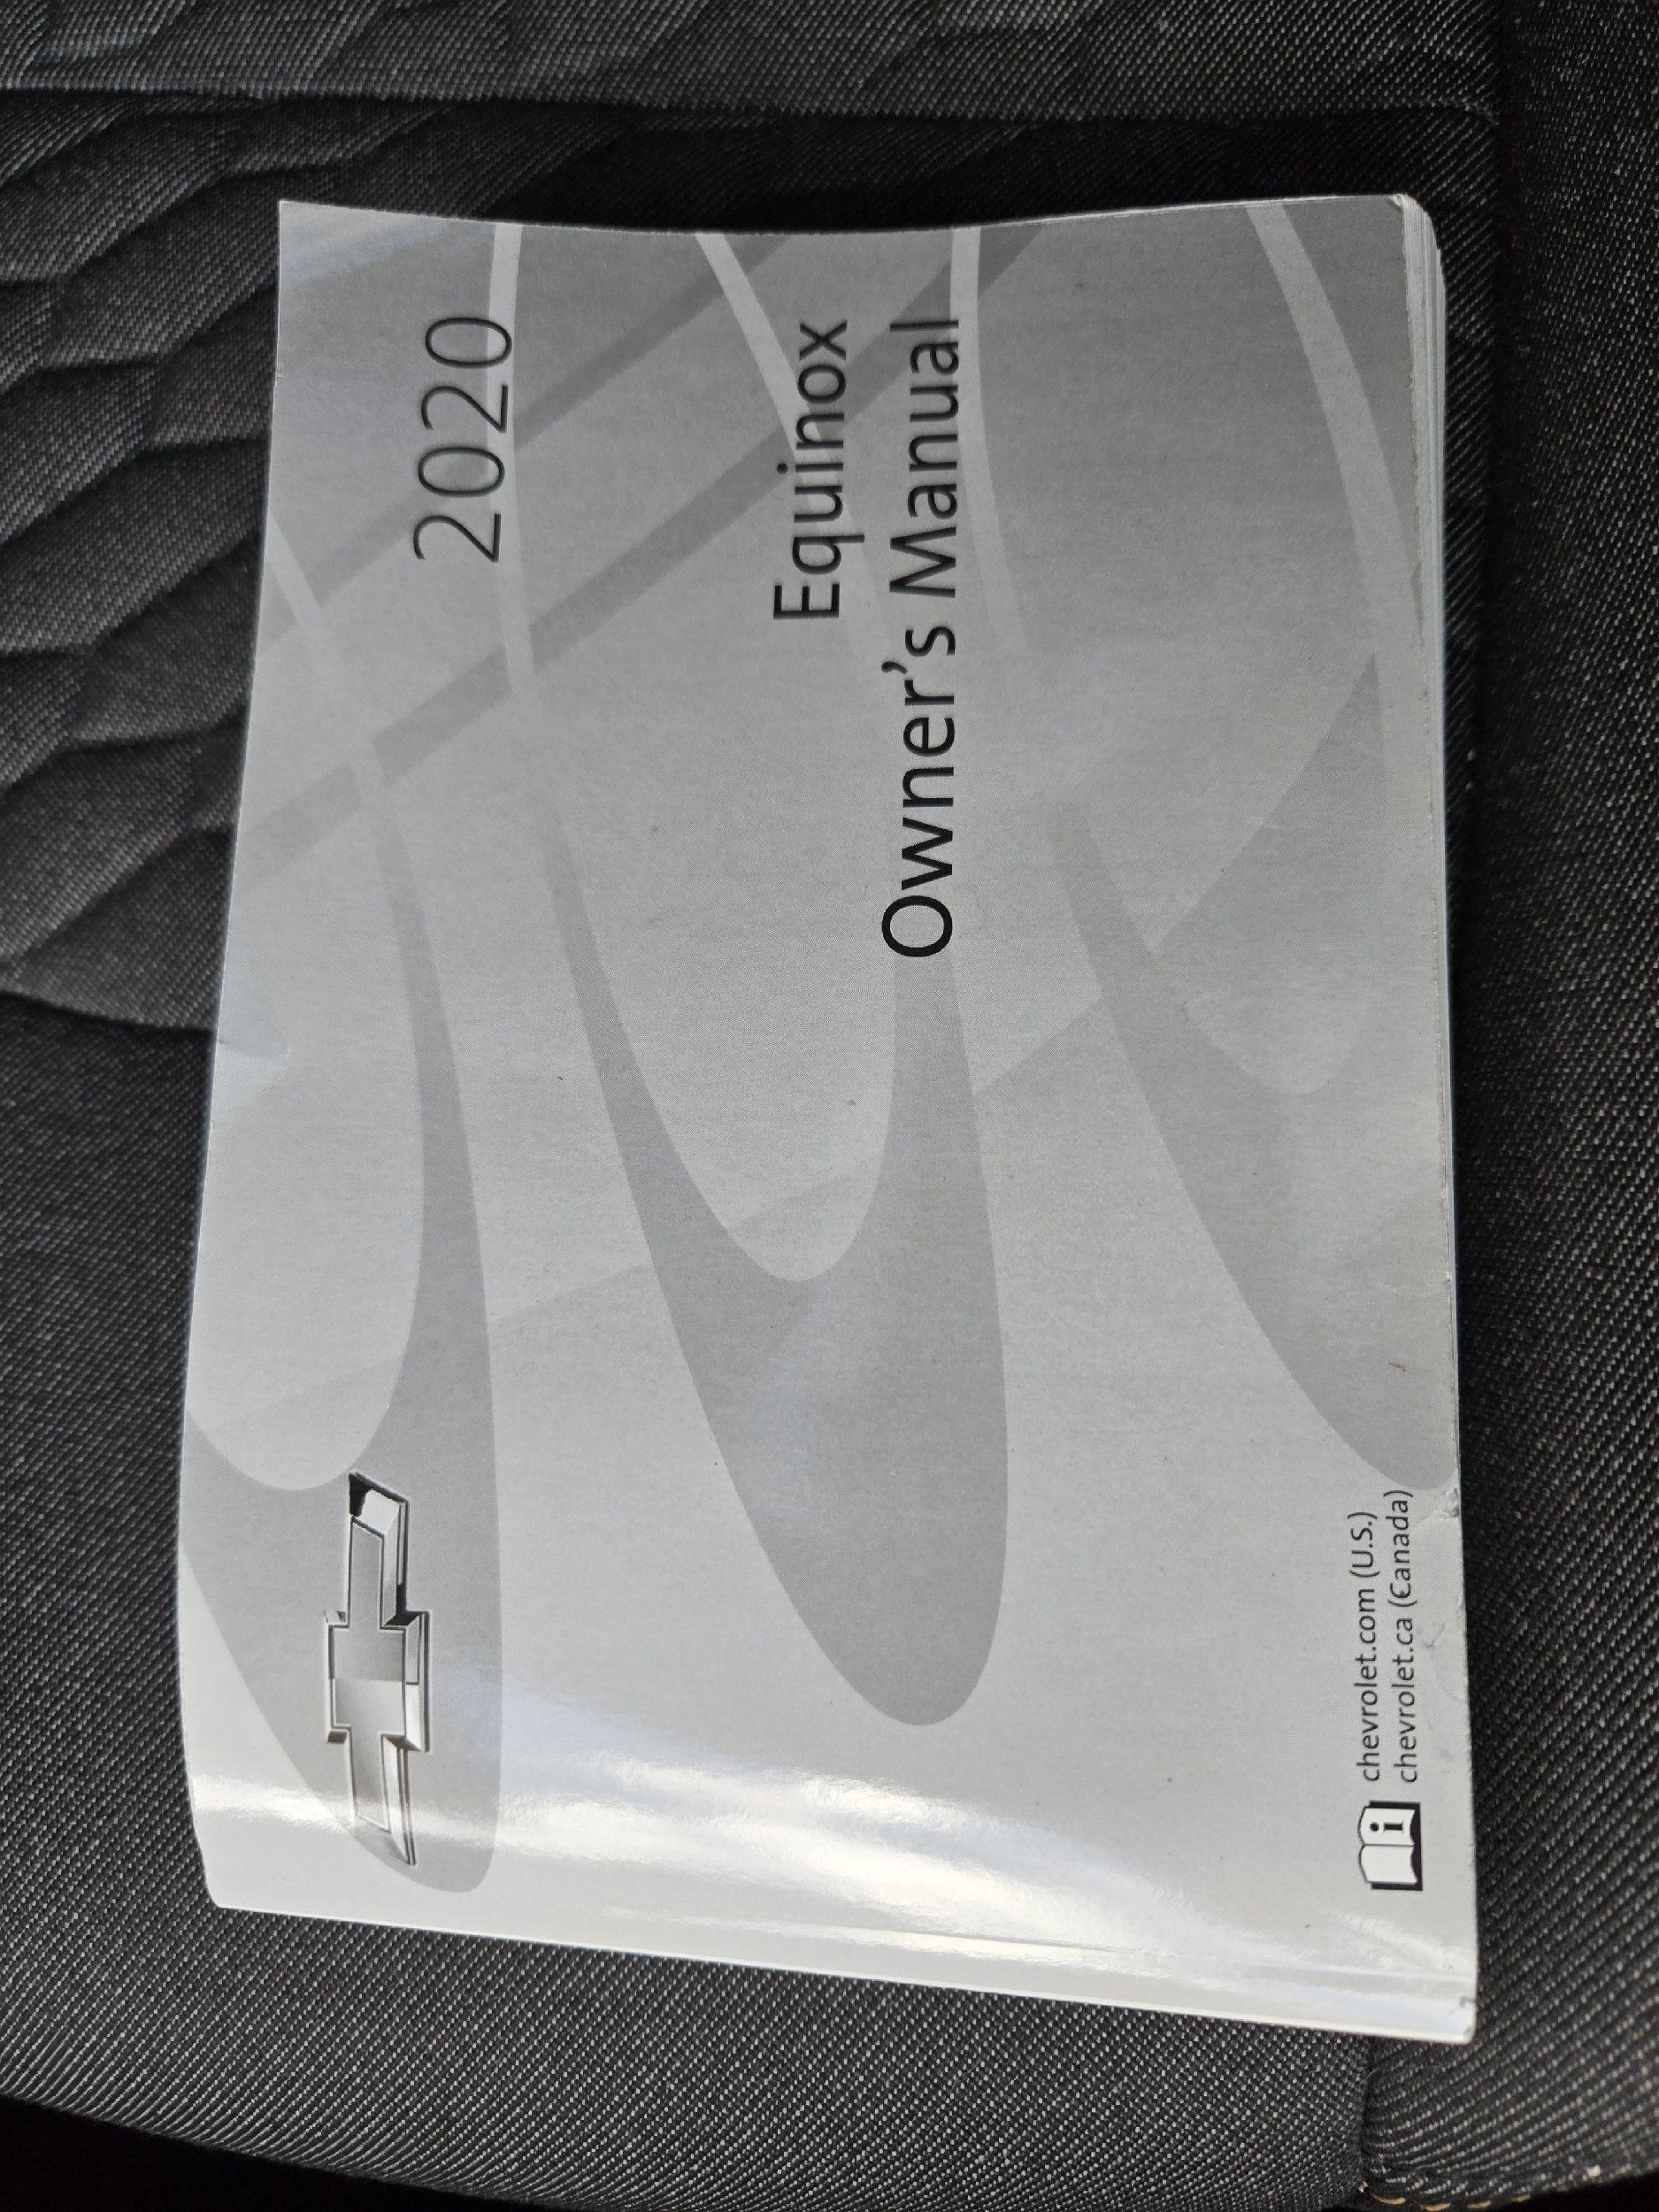 2020
Equinox
Owner's Manual
i
chevrolet.com (U.S.)
chevrolet.ca (Canada)